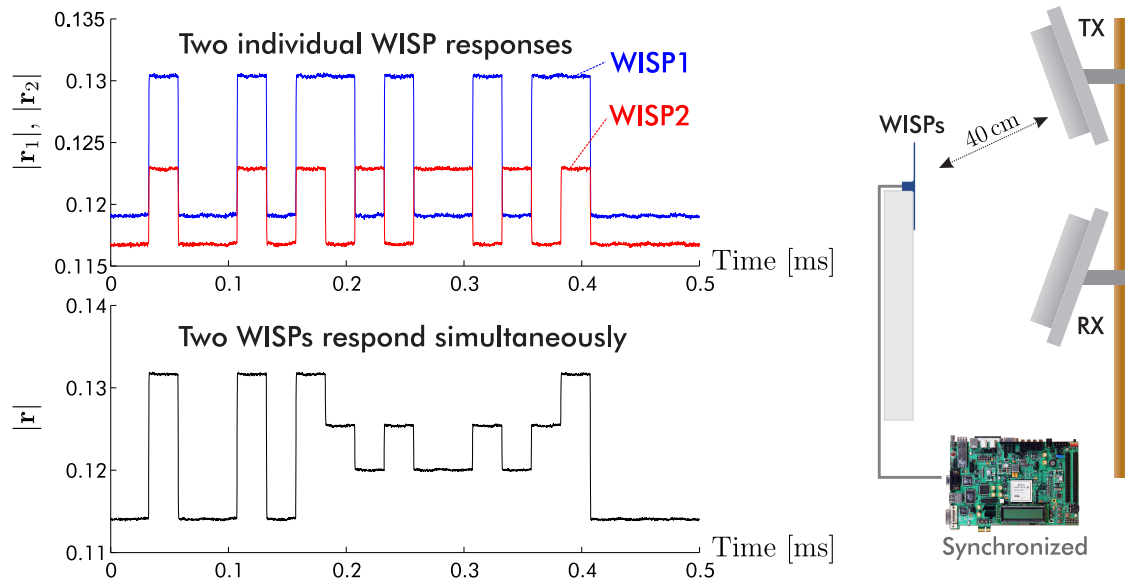 Two individual WISP responses
WISP1
WISP2
|r₁|, |r₂|
0.135
0.13
0.125
0.12
0.115
0 0.1 0.2 0.3 0.4 0.5
Time [ms]
Two WISPs respond simultaneously
|r|
0.14
0.13
0.12
0.11
0 0.1 0.2 0.3 0.4 0.5
Time [ms]
TX
WISPs
40 cm
RX
Synchronized